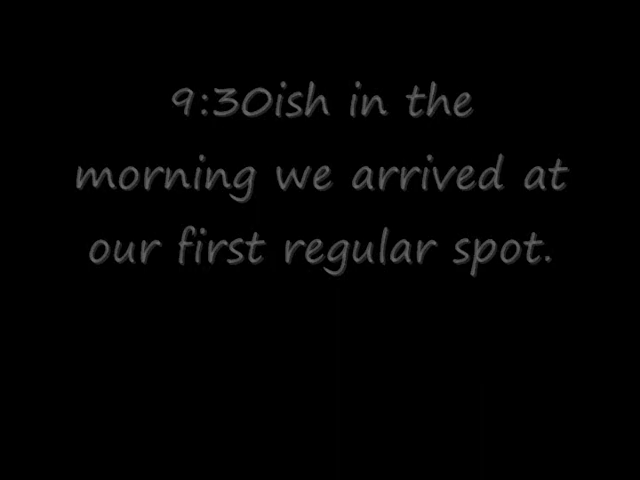 9:30ish in the
morning we arrived at
our first regular spot.